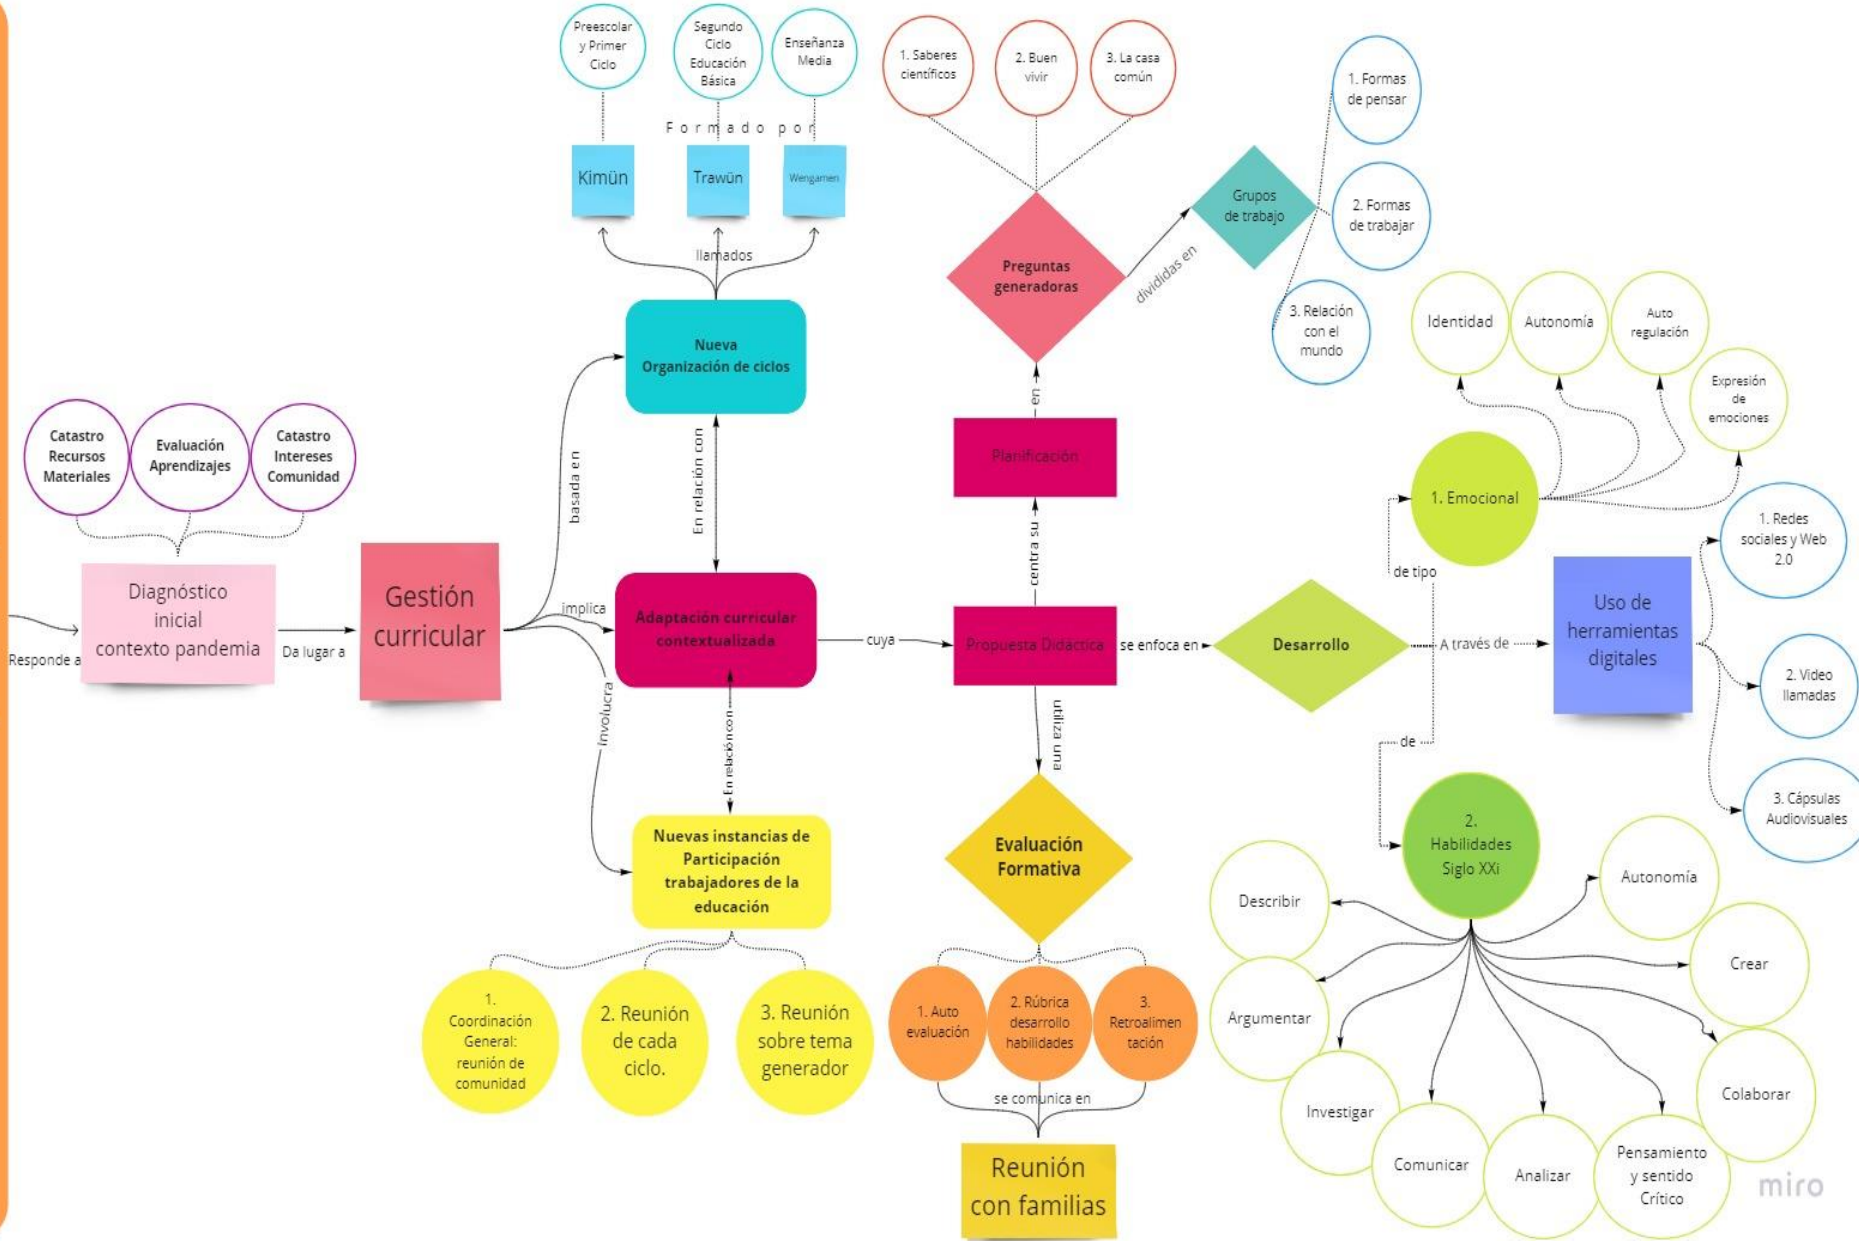 Preescolar
y Primer
Ciclo
Segundo
Ciclo
Educación
Básica
Enseñanza
Media
Formado por
Kimün
Trawün
Wengamen
llamados
Nueva
Organización de ciclos
1. Saberes
científicos
2. Buen
vivir
3. La casa
común
Preguntas
generadoras
dividídas en
Grupos
de trabajo
1. Formas
de pensar
2. Formas
de trabajar
3. Relación
con el
mundo
en
Planificación
centra su
Catastro
Recursos
Materiales
Evaluación
Aprendizajes
Catastro
Intereses
Comunidad
Responde a
Diagnóstico
inicial
contexto pandemia
Da lugar a
Gestión
curricular
basada en
implica
Involucra
En relación con
Adaptación curricular
contextualizada
En relación con
cuya
Propuesta Didáctica
se enfoca en
Desarrollo
A través de
Uso de
herramientas
digitales
1. Redes
sociales y Web
2.0
2. Video
llamadas
3. Cápsulas
Audiovisuales
de tipo
1. Emocional
Identidad
Autonomía
Auto
regulación
Expresión
de
emociones
de
2.
Habilidades
Siglo XXi
Describir
Argumentar
Investigar
Comunicar
Analizar
Pensamiento
y sentido
Crítico
Colaborar
Crear
Autonomía
utiliza una
Evaluación
Formativa
1. Auto
evaluación
2. Rúbrica
desarrollo
habilidades
3.
Retroalimen
tación
se comunica en
Reunión
con familias
Nuevas instancias de
Participación
trabajadores de la
educación
1.
Coordinación
General:
reunión de
comunidad
2. Reunión
de cada
ciclo.
3. Reunión
sobre tema
generador
miro